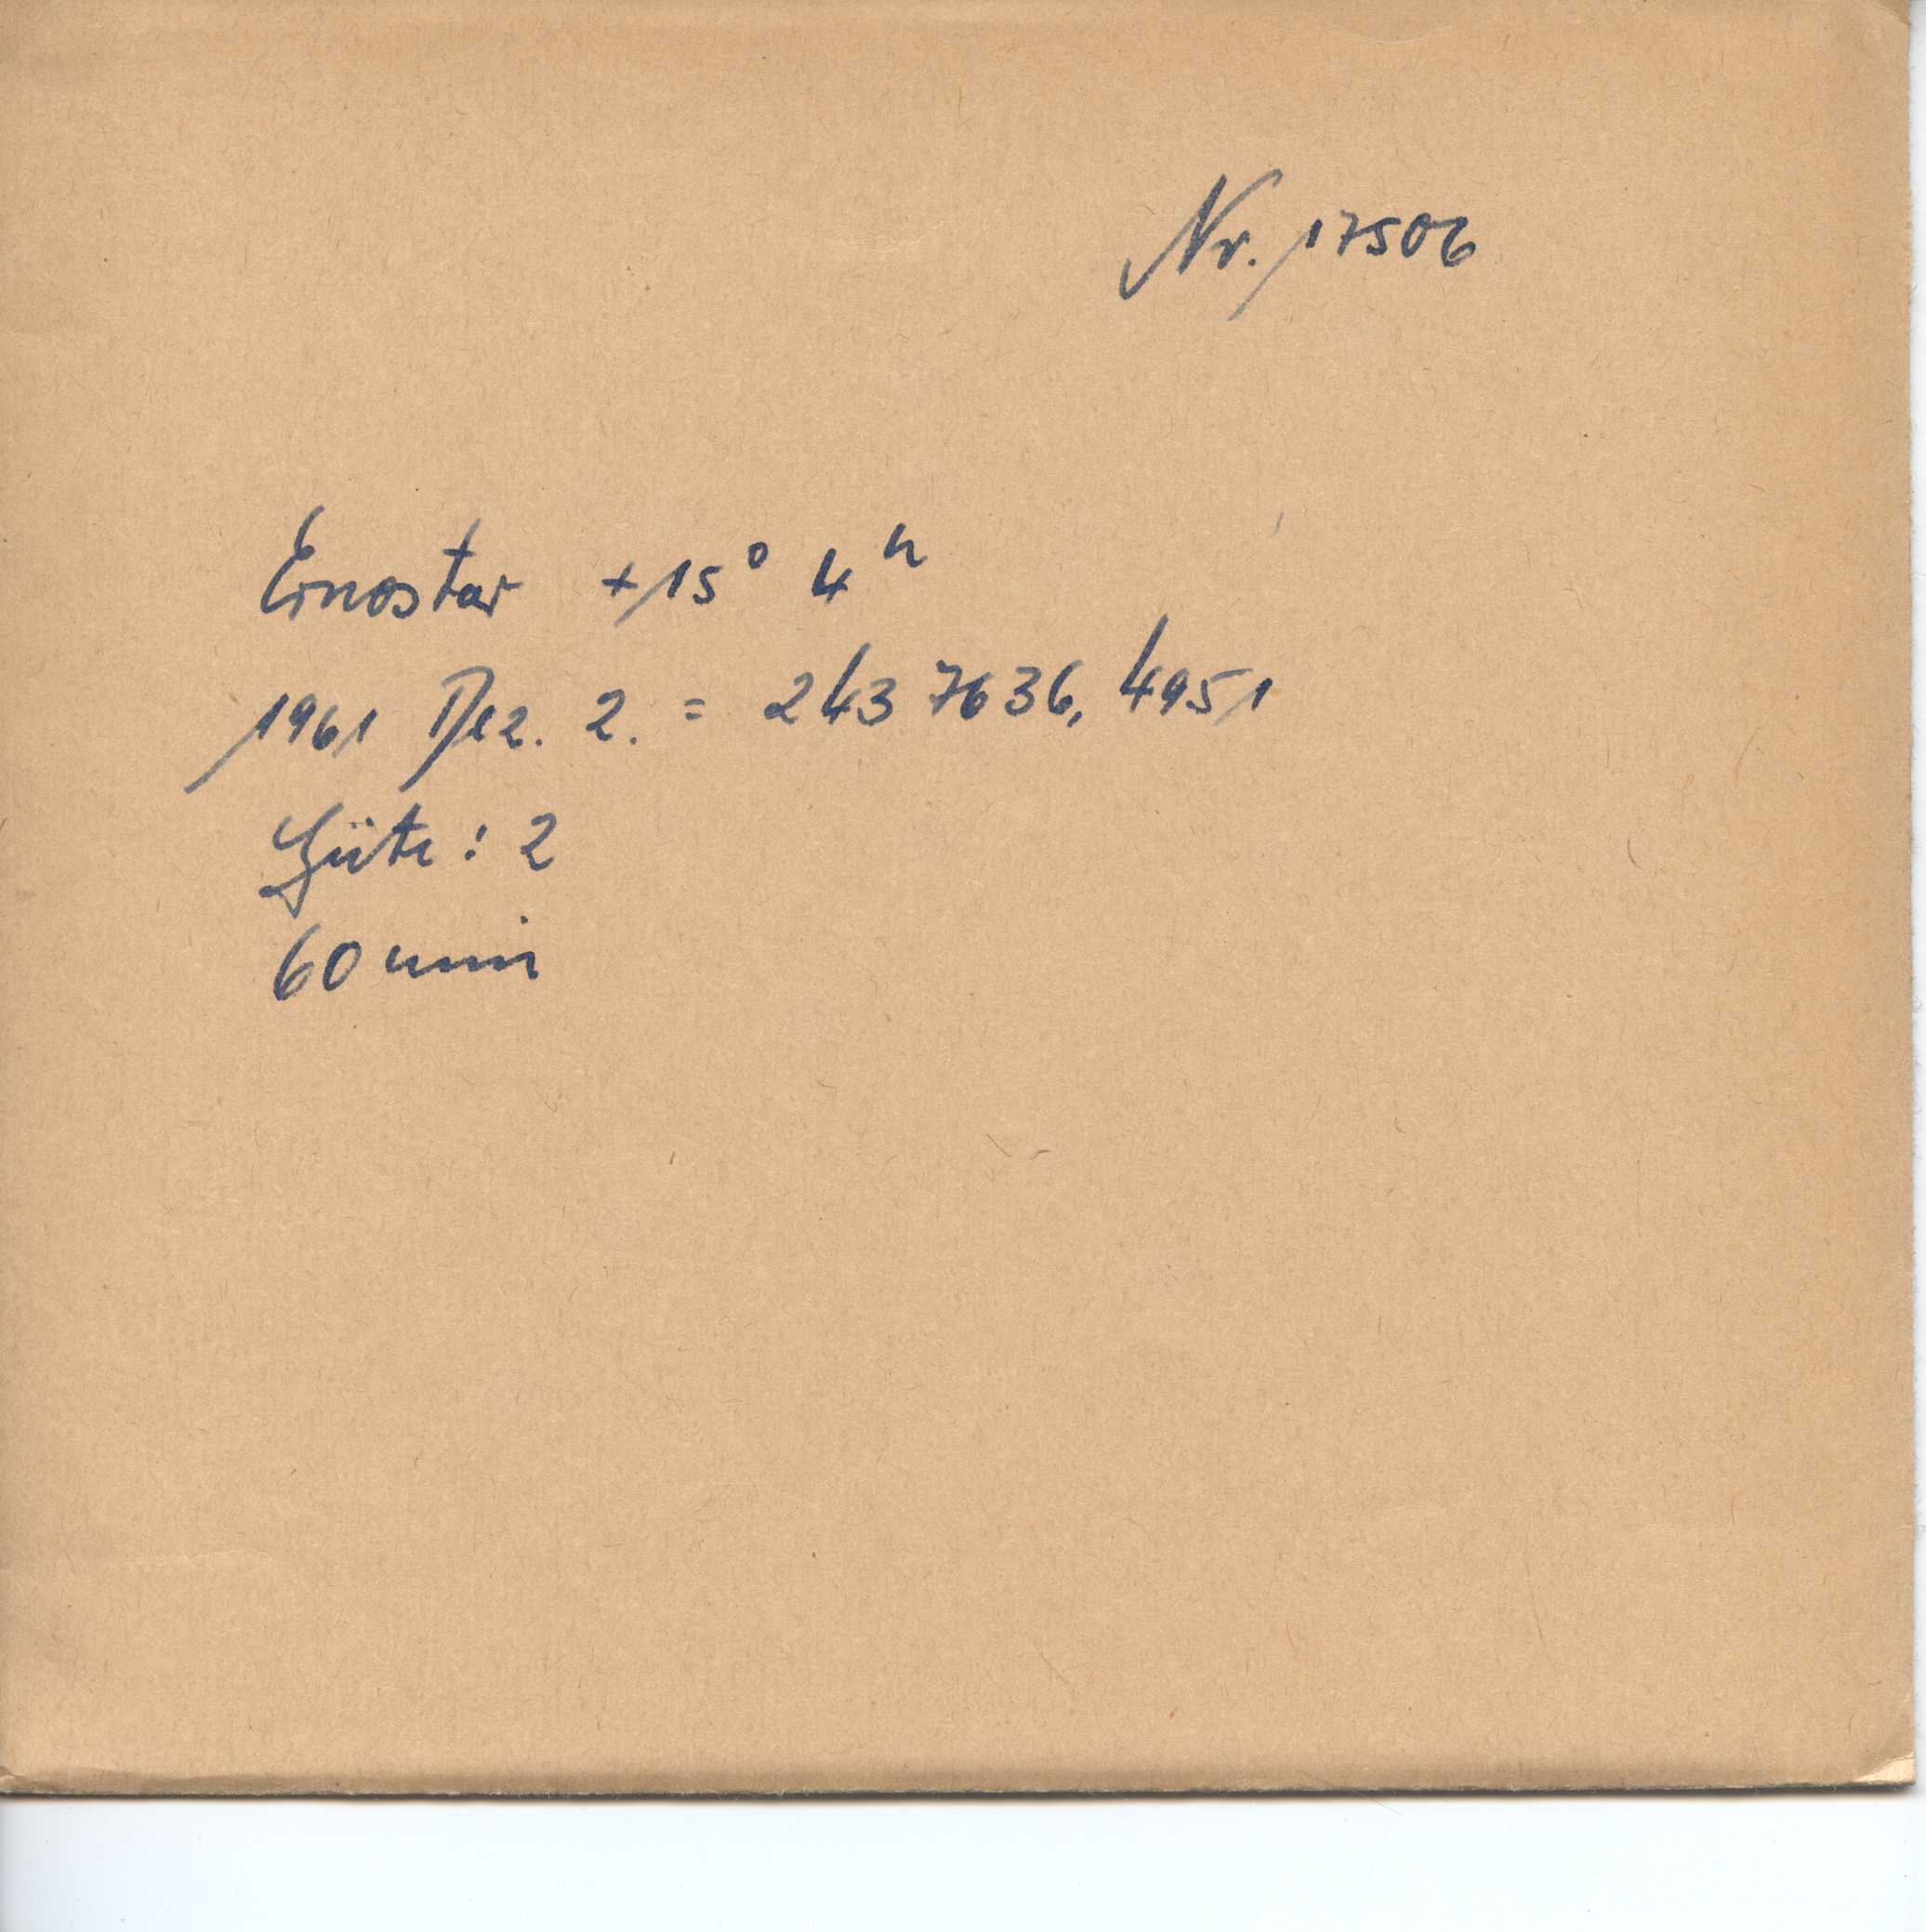 Nr. 17506
Ernostar +15° 4ʰ
1961 Dez. 2. = 243 7636,4951
Güte: 2
60 min